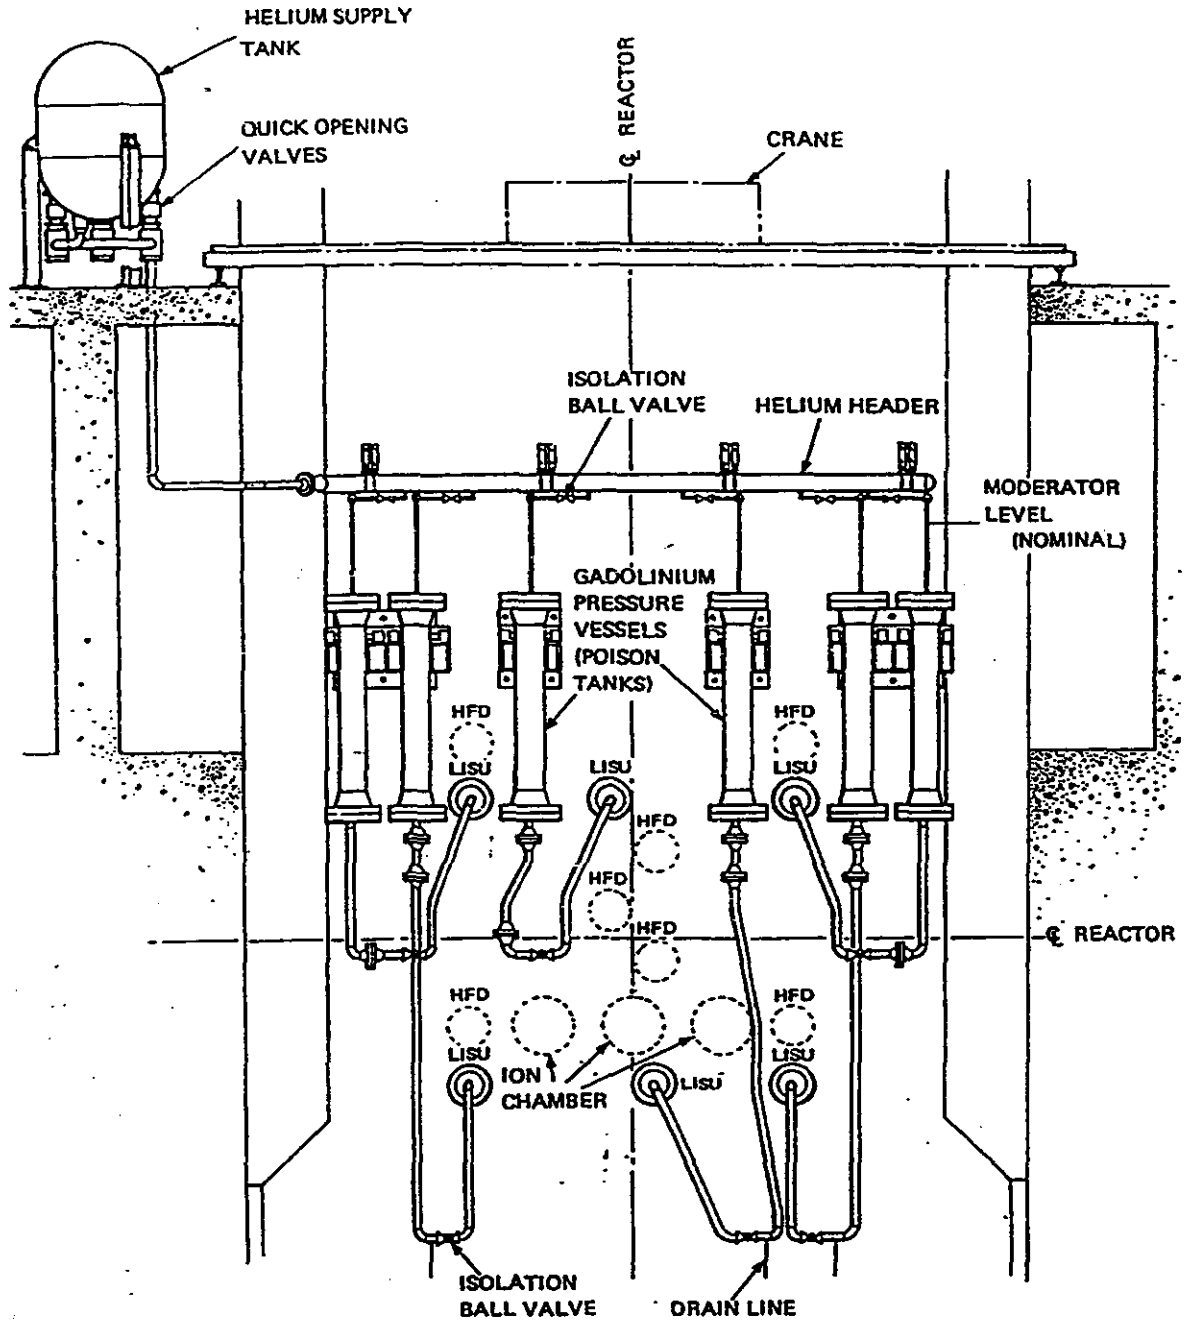 HELIUM SUPPLY
TANK
QUICK OPENING
VALVES
℄ REACTOR
CRANE
ISOLATION
BALL VALVE
HELIUM HEADER
MODERATOR
LEVEL
(NOMINAL)
GADOLINIUM
PRESSURE
VESSELS
(POISON
TANKS)
HFD
HFD
LISU
LISU
LISU
HFD
HFD
HFD
℄ REACTOR
HFD
HFD
LISU
LISU
ION
CHAMBER
LISU
ISOLATION
BALL VALVE
DRAIN LINE